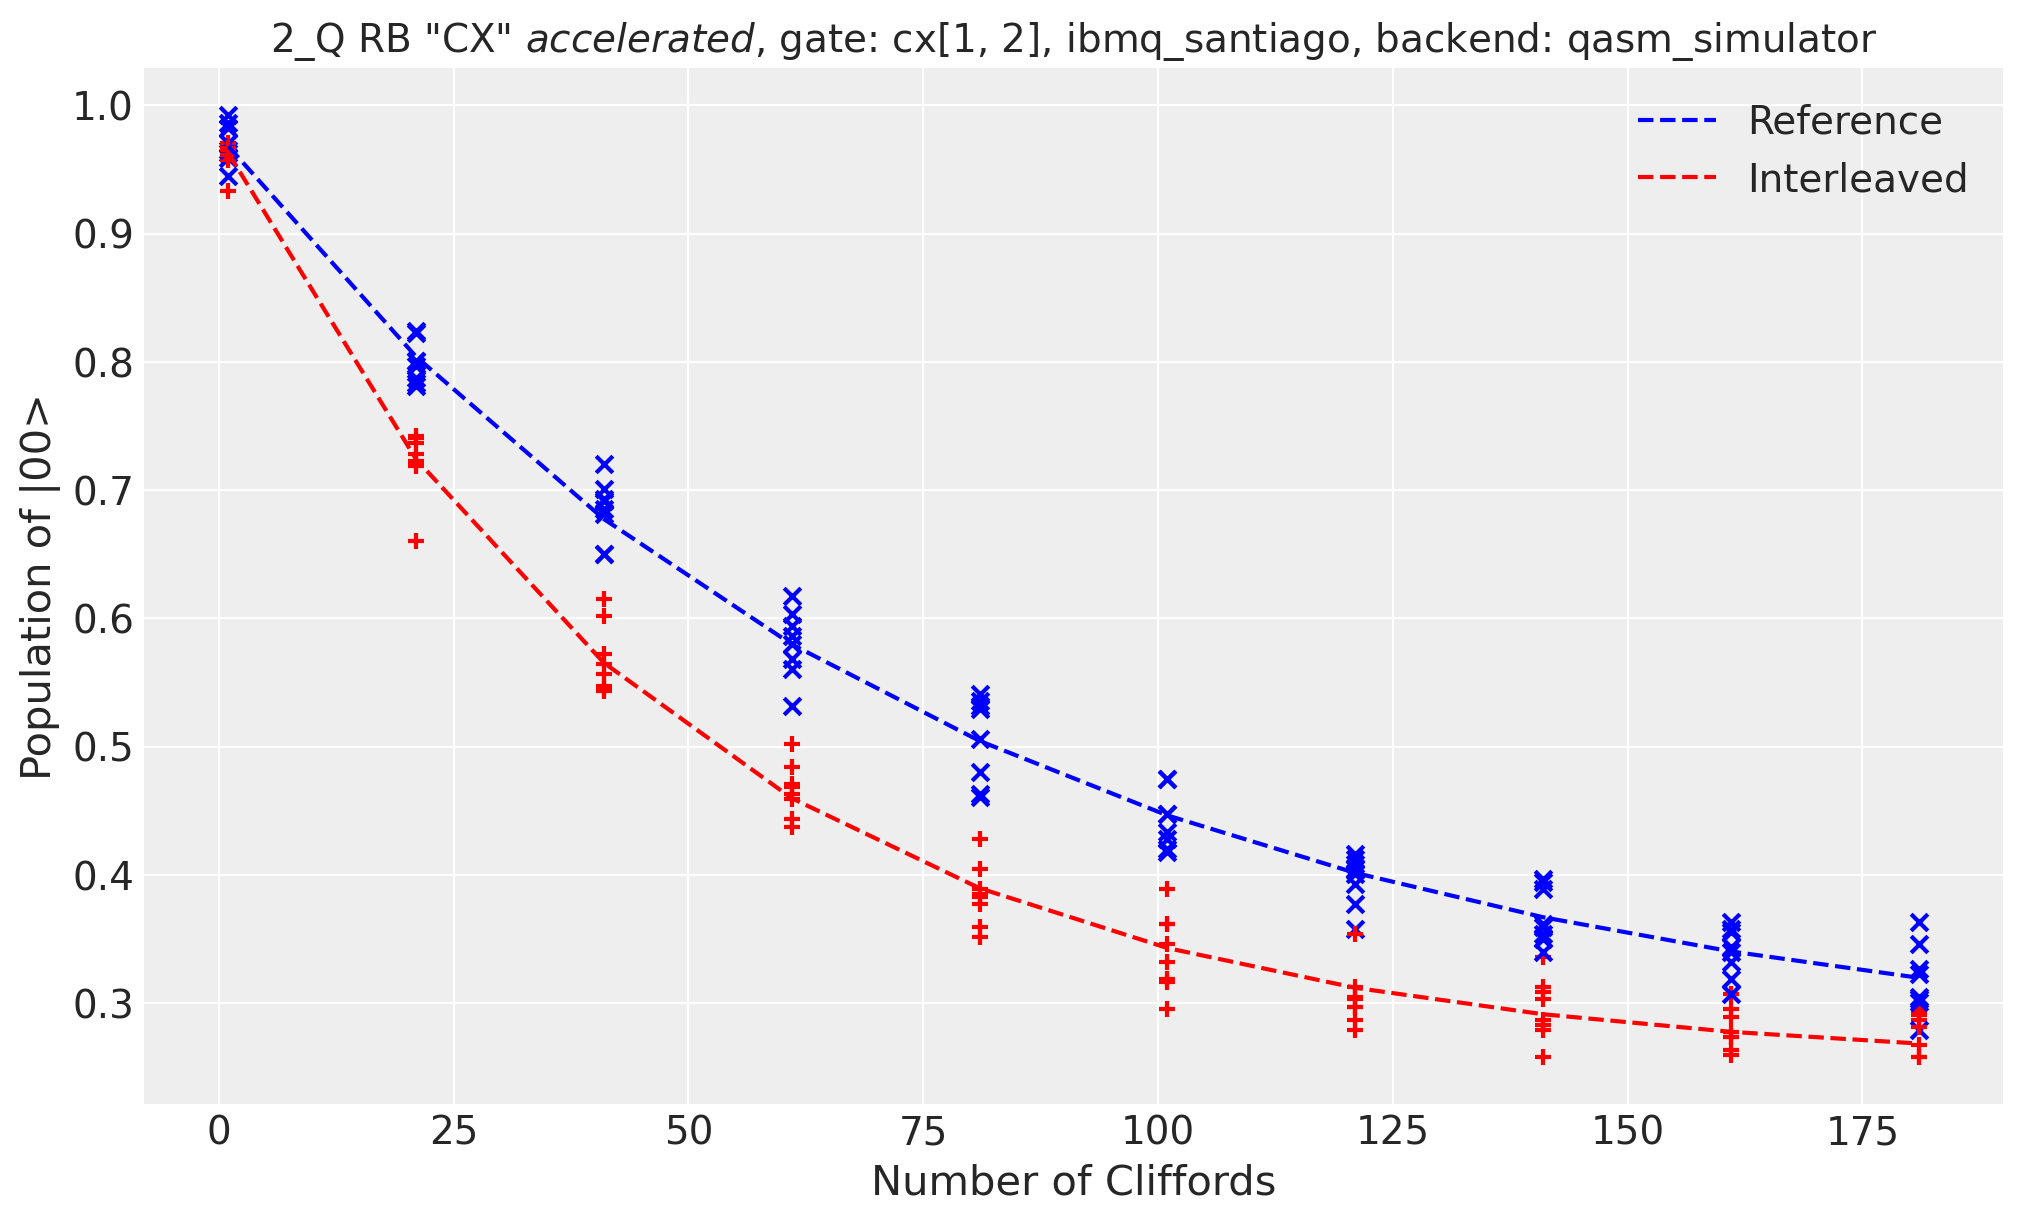 2_Q RB "CX" accelerated, gate: cx[1, 2], ibmq_santiago, backend: qasm_simulator
Reference
Interleaved
Population of |00>
1.0
0.9
0.8
0.7
0.6
0.5
0.4
0.3
0 25 50 75 100 125 150 175
Number of Cliffords